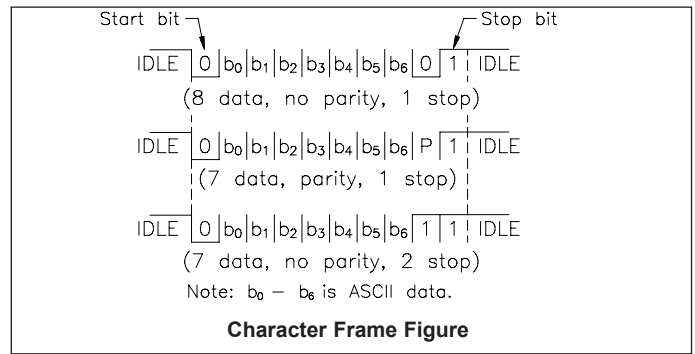 Start bit Stop bit
IDLE 0 b₀ b₁ b₂ b₃ b₄ b₅ b₆ 0 1 IDLE
(8 data, no parity, 1 stop)
IDLE 0 b₀ b₁ b₂ b₃ b₄ b₅ b₆ P 1 IDLE
(7 data, parity, 1 stop)
IDLE 0 b₀ b₁ b₂ b₃ b₄ b₅ b₆ 1 1 IDLE
(7 data, no parity, 2 stop)
Note: b₀ – b₆ is ASCII data.
Character Frame Figure